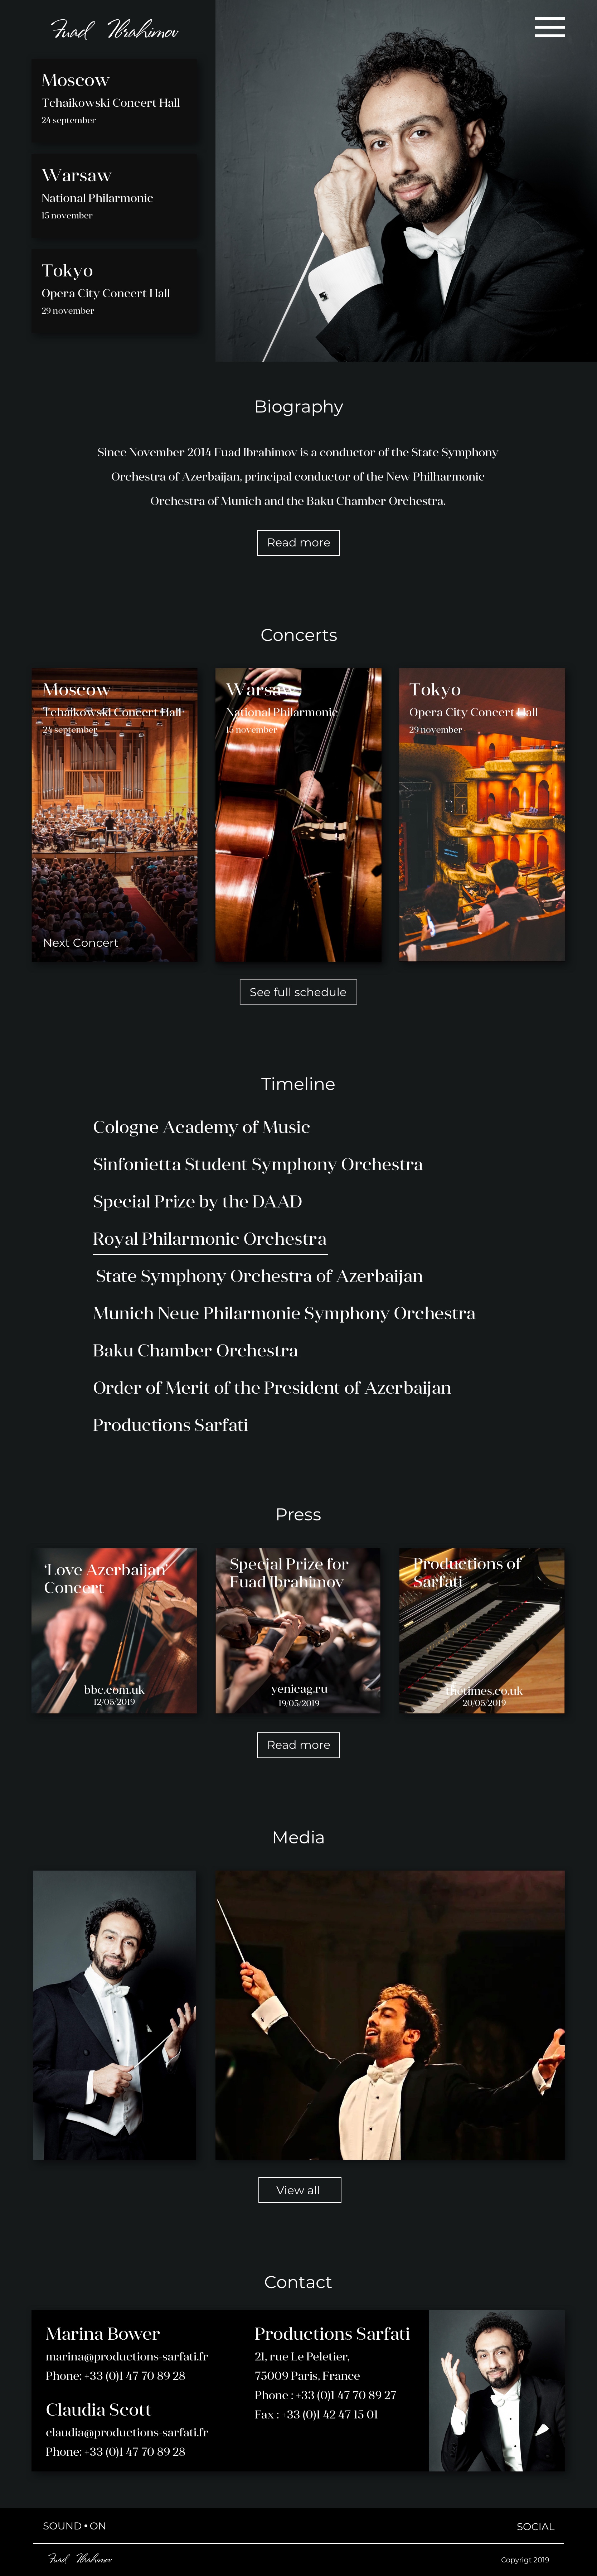 Fuad Ibrahimov
Moscow
Tchaikowski Concert Hall
24 september
Warsaw
National Philarmonic
15 november
Tokyo
Opera City Concert Hall
29 november
Biography
Since November 2014 Fuad Ibrahimov is a conductor of the State Symphony
Orchestra of Azerbaijan, principal conductor of the New Philharmonic
Orchestra of Munich and the Baku Chamber Orchestra.
Read more
Concerts
Moscow
Tchaikowski Concert Hall
24 september
Next Concert
Warsaw
National Philarmonic
15 november
Tokyo
Opera City Concert Hall
29 november
See full schedule
Timeline
Cologne Academy of Music
Sinfonietta Student Symphony Orchestra
Special Prize by the DAAD
Royal Philarmonic Orchestra
State Symphony Orchestra of Azerbaijan
Munich Neue Philarmonie Symphony Orchestra
Baku Chamber Orchestra
Order of Merit of the President of Azerbaijan
Productions Sarfati
Press
‘Love Azerbaijan’
Concert
bbc.com.uk
12/05/2019
Special Prize for
Fuad Ibrahimov
yenicag.ru
19/05/2019
Productions of
Sarfati
thetimes.co.uk
20/05/2019
Read more
Media
View all
Contact
Marina Bower
marina@productions-sarfati.fr
Phone: +33 (0)1 47 70 89 28
Claudia Scott
claudia@productions-sarfati.fr
Phone: +33 (0)1 47 70 89 28
Productions Sarfati
21, rue Le Peletier,
75009 Paris, France
Phone : +33 (0)1 47 70 89 27
Fax : +33 (0)1 42 47 15 01
SOUND • ON
SOCIAL
Fuad Ibrahimov
Copyrigt 2019